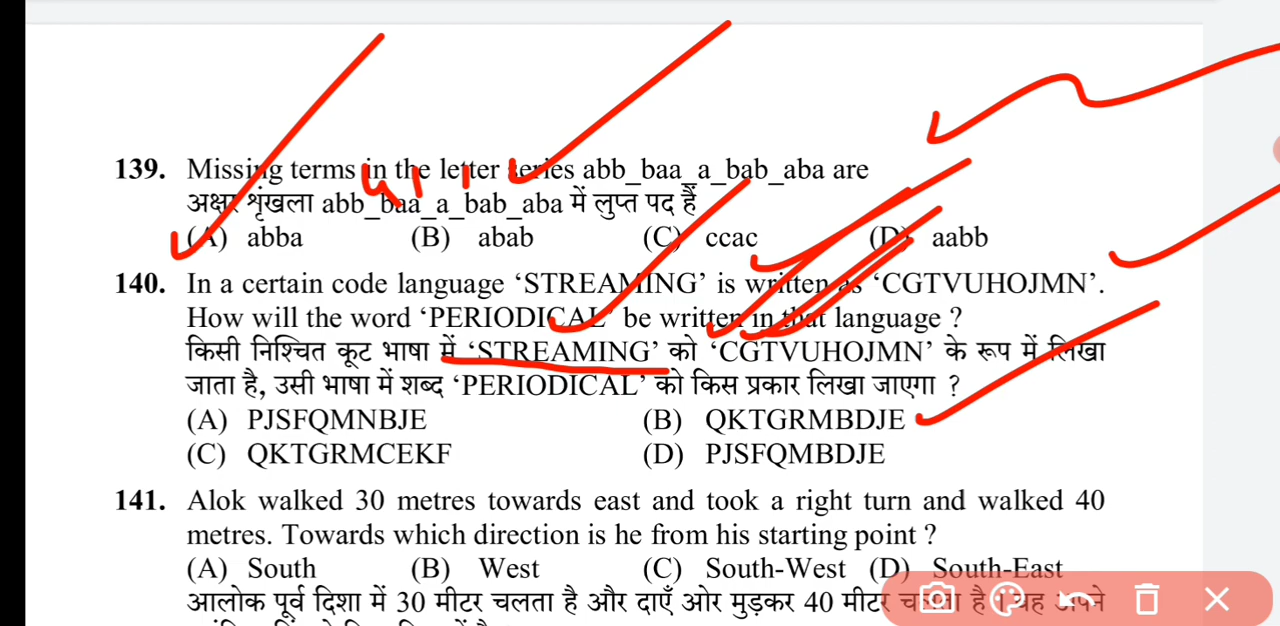 139. Missing terms in the letter series abb_baa_a_bab_aba are
अक्षर शृंखला abb_baa_a_bab_aba में लुप्त पद हैं
(A) abba (B) abab (C) ccac (D) aabb
140. In a certain code language ‘STREAMING’ is written as ‘CGTVUHOJMN’.
How will the word ‘PERIODICAL’ be written in that language ?
किसी निश्चित कूट भाषा में ‘STREAMING’ को ‘CGTVUHOJMN’ के रूप में लिखा
जाता है, उसी भाषा में शब्द ‘PERIODICAL’ को किस प्रकार लिखा जाएगा ?
(A) PJSFQMNBJE (B) QKTGRMBDJE
(C) QKTGRMCEKF (D) PJSFQMBDJE
141. Alok walked 30 metres towards east and took a right turn and walked 40
metres. Towards which direction is he from his starting point ?
(A) South (B) West (C) South-West (D) South-East
आलोक पूर्व दिशा में 30 मीटर चलता है और दाएँ ओर मुड़कर 40 मीटर चलता है । वह अपने